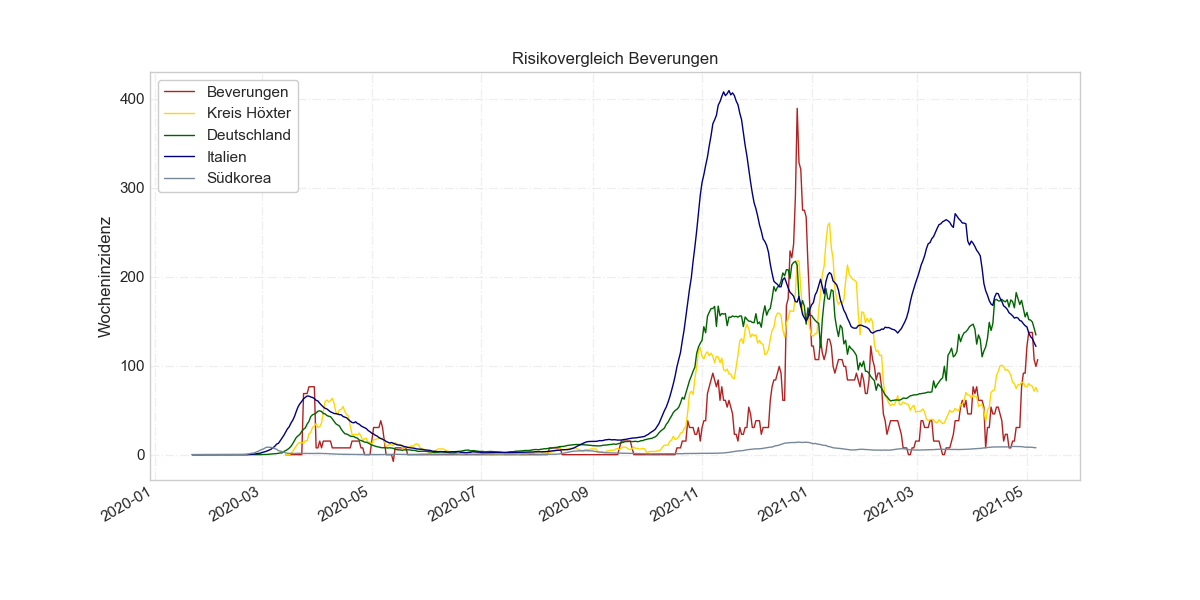 Risikovergleich Beverungen
Beverungen
Kreis Höxter
Deutschland
Italien
Südkorea
Wocheninzidenz
400
300
200
100
0
2020-01
2020-03
2020-05
2020-07
2020-09
2020-11
2021-01
2021-03
2021-05